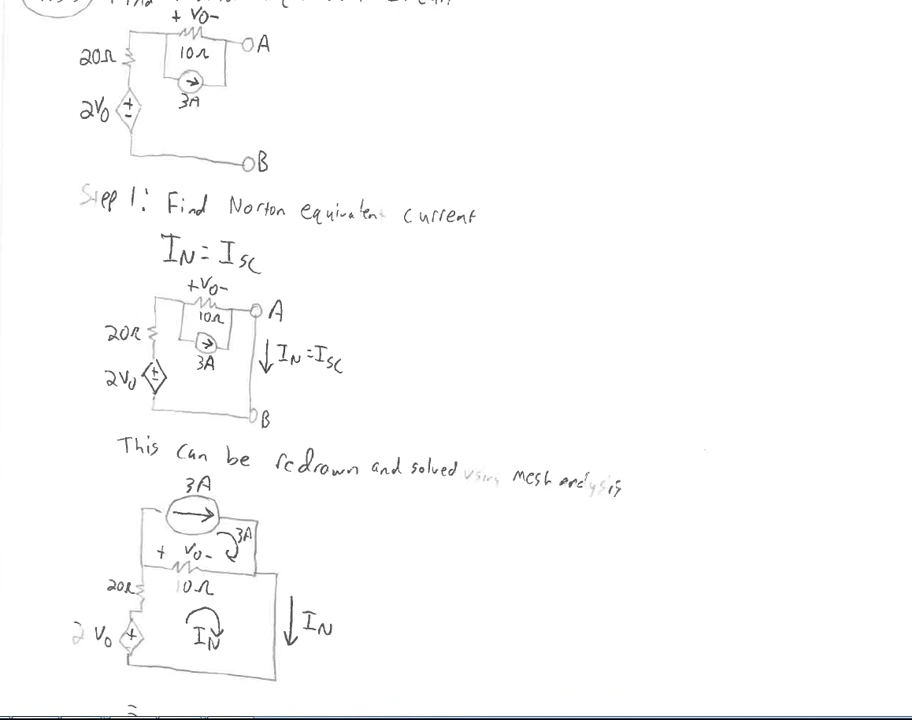 + Vo -
20Ω
10Ω
A
3A
2Vo
+
-
B
Step 1: Find Norton equivalent current
IN = ISC
+Vo-
A
10Ω
20Ω
3A
↓ IN = ISC
2Vo
+
-
B
This can be redrawn and solved using mesh analysis
3A
3A
+ Vo -
20Ω
10Ω
↓ IN
2 Vo
+
IN
=